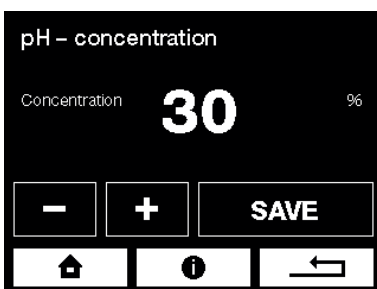 pH – concentration
Concentration 30 %
− + SAVE